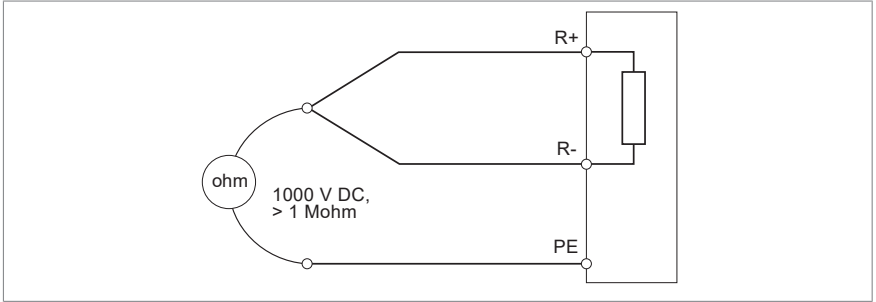 R+
R-
ohm
1000 V DC,
> 1 Mohm
PE